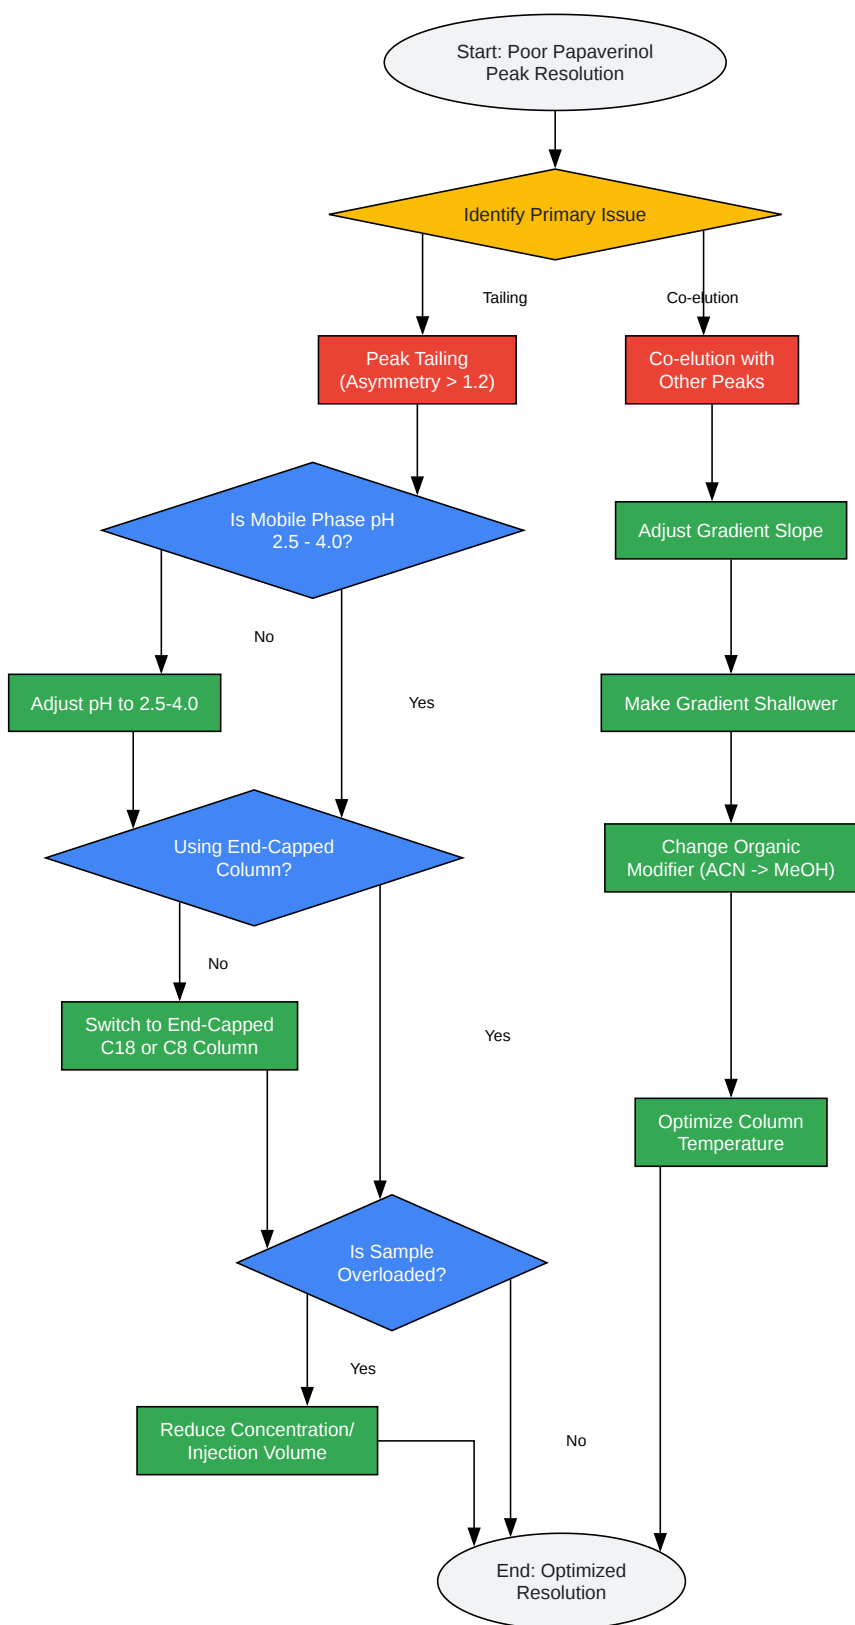 Start: Poor Papaverinol
Peak Resolution
Identify Primary Issue
Tailing
Co-elution
Peak Tailing
(Asymmetry > 1.2)
Co-elution with
Other Peaks
Is Mobile Phase pH
2.5 - 4.0?
Adjust Gradient Slope
No
Adjust pH to 2.5-4.0
Yes
Make Gradient Shallower
Using End-Capped
Column?
Change Organic
Modifier (ACN -> MeOH)
No
Switch to End-Capped
C18 or C8 Column
Yes
Optimize Column
Temperature
Is Sample
Overloaded?
Yes
Reduce Concentration/
Injection Volume
No
End: Optimized
Resolution